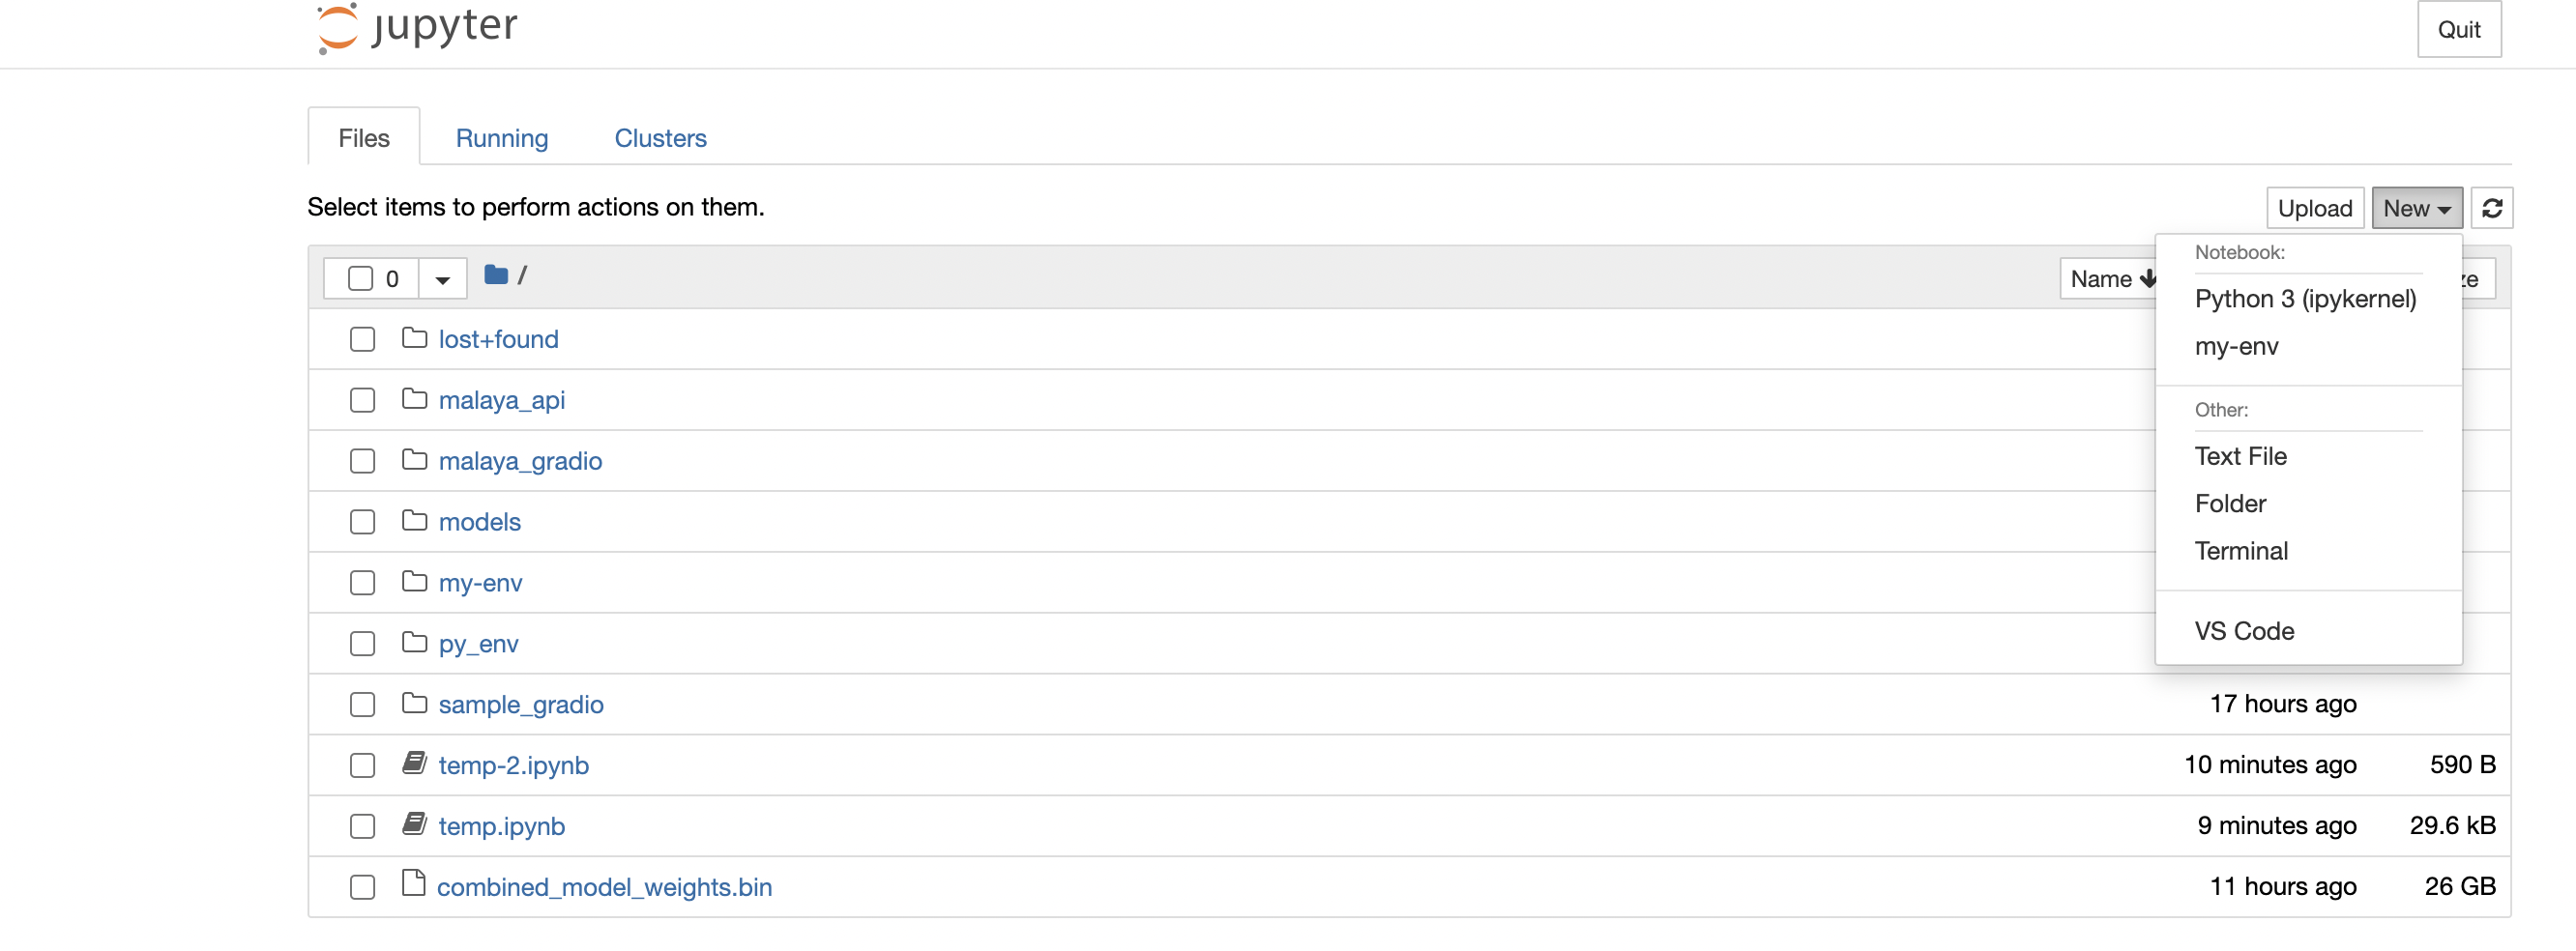 jupyter
Quit
Files Running Clusters
Select items to perform actions on them.
Upload New
0 / Name
Notebook:
Python 3 (ipykernel)
my-env
Other:
Text File
Folder
Terminal
VS Code
lost+found
malaya_api
malaya_gradio
models
my-env
py_env
sample_gradio 17 hours ago
temp-2.ipynb 10 minutes ago 590 B
temp.ipynb 9 minutes ago 29.6 kB
combined_model_weights.bin 11 hours ago 26 GB